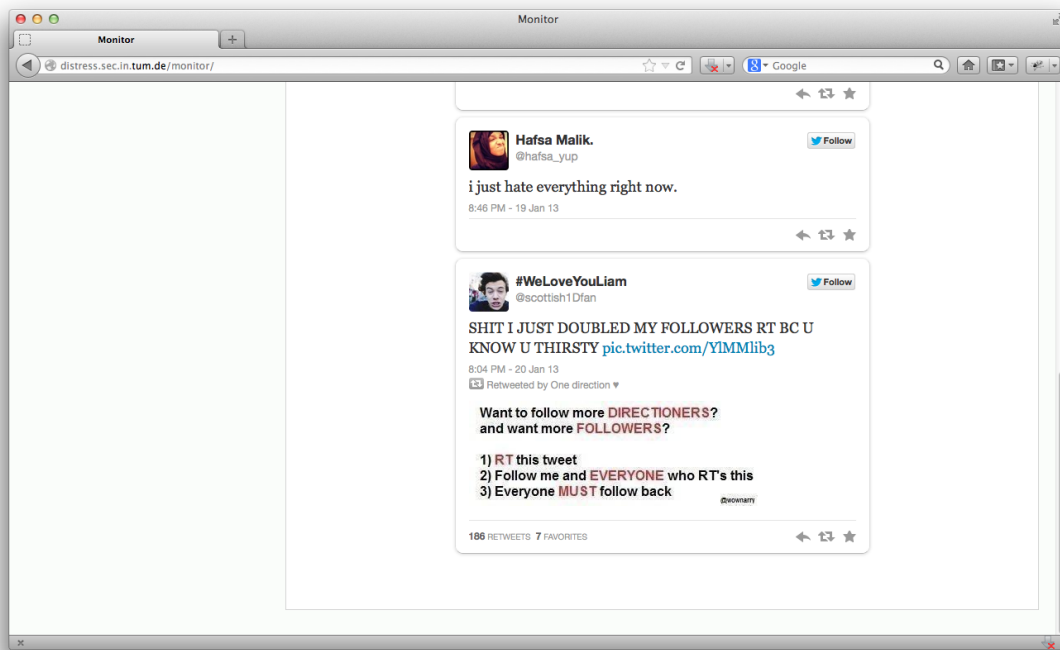 Monitor
Monitor
distress.sec.in.tum.de/monitor/
Google
Hafsa Malik.
Follow
@hafsa_yup
i just hate everything right now.
8:46 PM - 19 Jan 13
#WeLoveYouLiam
Follow
@scottish1Dfan
SHIT I JUST DOUBLED MY FOLLOWERS RT BC U
KNOW U THIRSTY pic.twitter.com/YlMMlib3
8:04 PM - 20 Jan 13
Retweeted by One direction ♥
Want to follow more DIRECTIONERS?
and want more FOLLOWERS?
1) RT this tweet
2) Follow me and EVERYONE who RT's this
3) Everyone MUST follow back
@wownarry
186 RETWEETS 7 FAVORITES